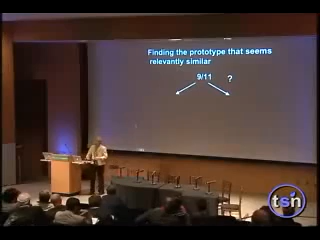 Finding the prototype that seems
relevantly similar
9/11 ?
tsn